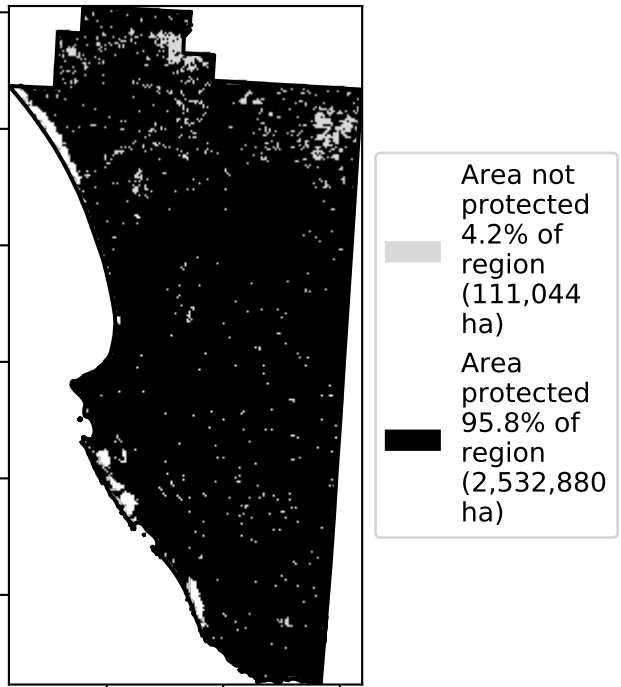 Area not
protected
4.2% of
region
(111,044
ha)
Area
protected
95.8% of
region
(2,532,880
ha)